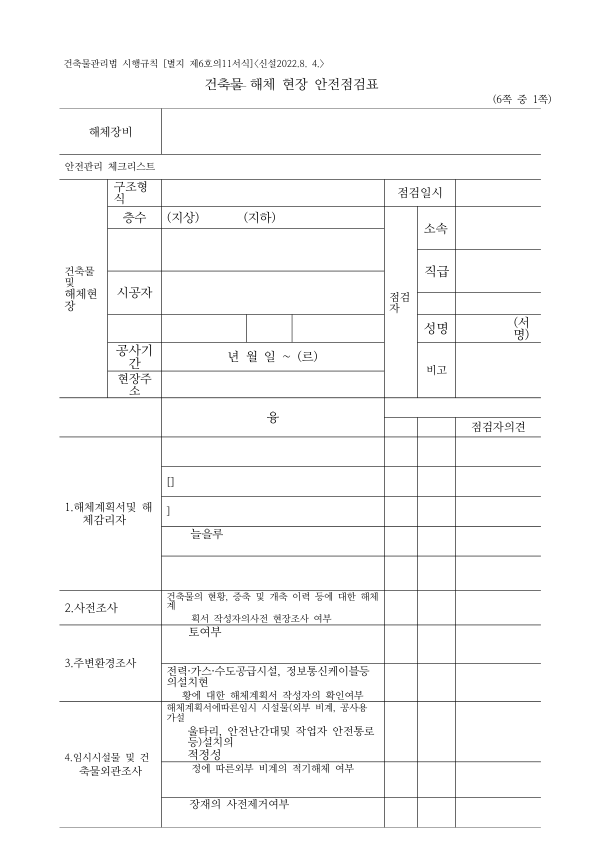 건축물관리법 시행규칙 [별지 제6호의11서식]<신설2022.8. 4.>
건축물 해체 현장 안전점검표
(6쪽 중 1쪽)
해체장비
안전관리 체크리스트
건축물
및
해체현
장
구조형
식
점검일시
층수
(지상) (지하)
점검
자
소속
직급
시공자
성명
(서
명)
공사기
간
년 월 일 ~ (르)
비고
현장주
소
융
점검자의견
1.해체계획서및 해
체감리자
[]
]
늘을루
2.사전조사
건축물의 현황, 증축 및 개축 이력 등에 대한 해체
계
획서 작성자의사전 현장조사 여부
3.주변환경조사
토여부
전력·가스·수도공급시설, 정보통신케이블등
의설치현
황에 대한 해체계획서 작성자의 확인여부
4.임시시설물 및 건
축물외관조사
해체계획서에따른임시 시설물(외부 비계, 공사용
가설
울타리, 안전난간대및 작업자 안전통로
등)설치의
적정성
정에 따른외부 비계의 적기해체 여부
장재의 사전제거여부